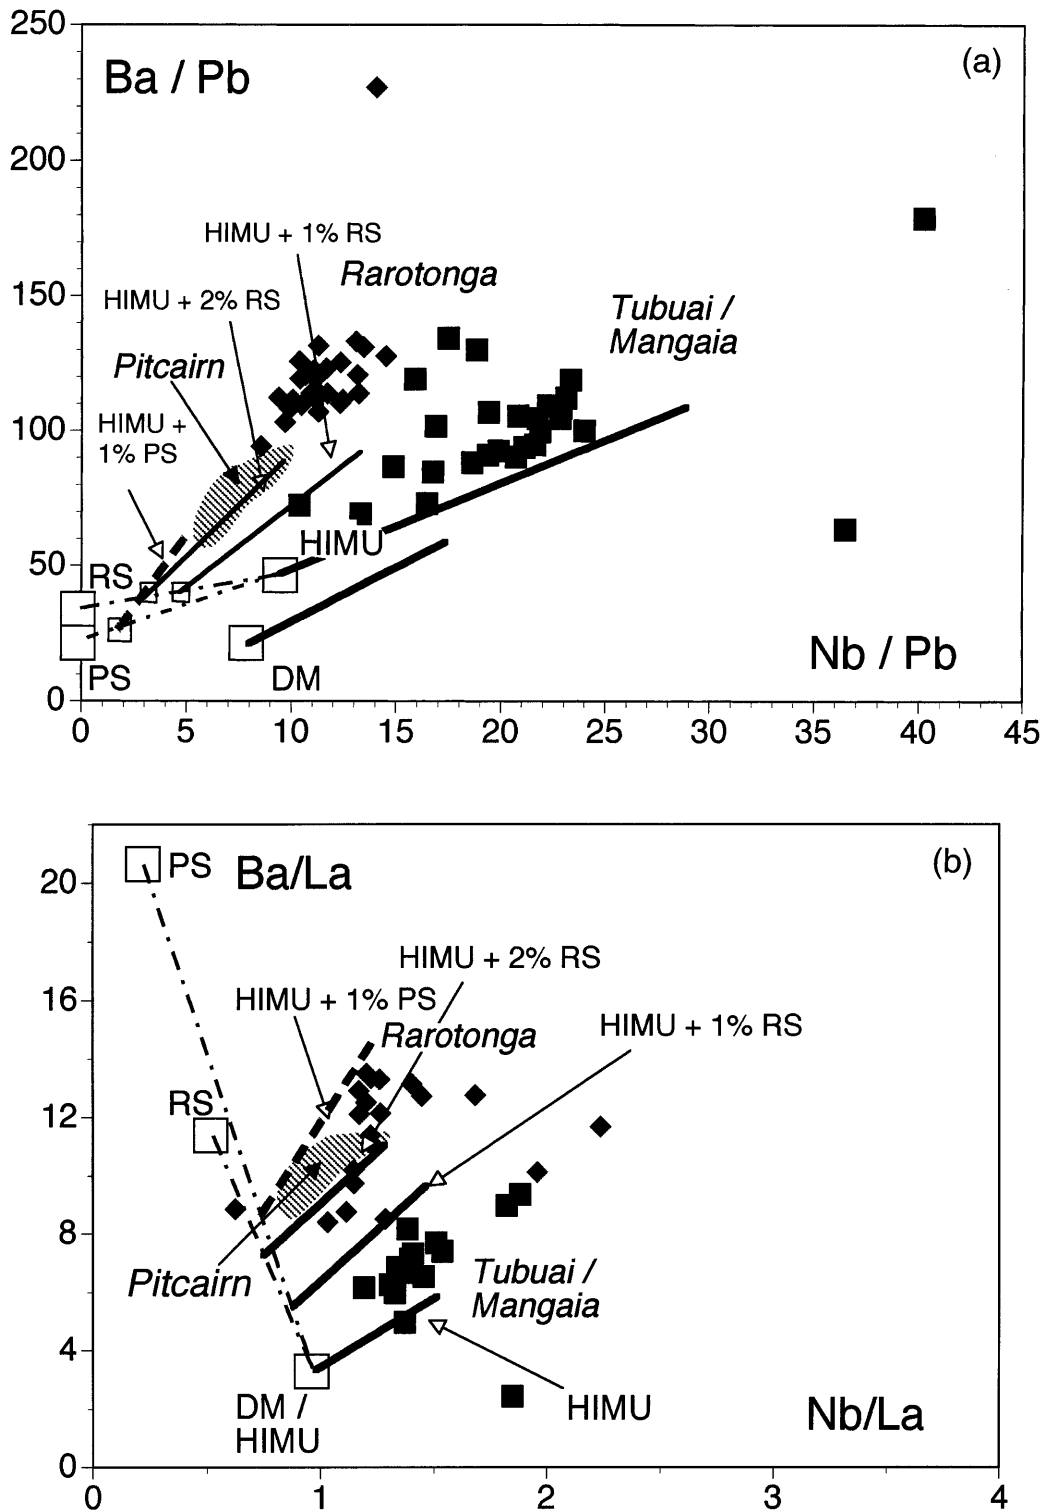 250
(a)
Ba / Pb
200
HIMU + 1% RS
Rarotonga
150
HIMU + 2% RS
Tubuai /
Mangaia
Pitcairn
100
HIMU +
1% PS
HIMU
50
RS
Nb / Pb
PS
DM
0
0 5 10 15 20 25 30 35 40 45
(b)
PS
Ba/La
20
HIMU + 2% RS
16
HIMU + 1% PS
Rarotonga
HIMU + 1% RS
12
RS
8
Pitcairn
Tubuai /
Mangaia
4
DM /
HIMU
HIMU
Nb/La
0
0 1 2 3 4